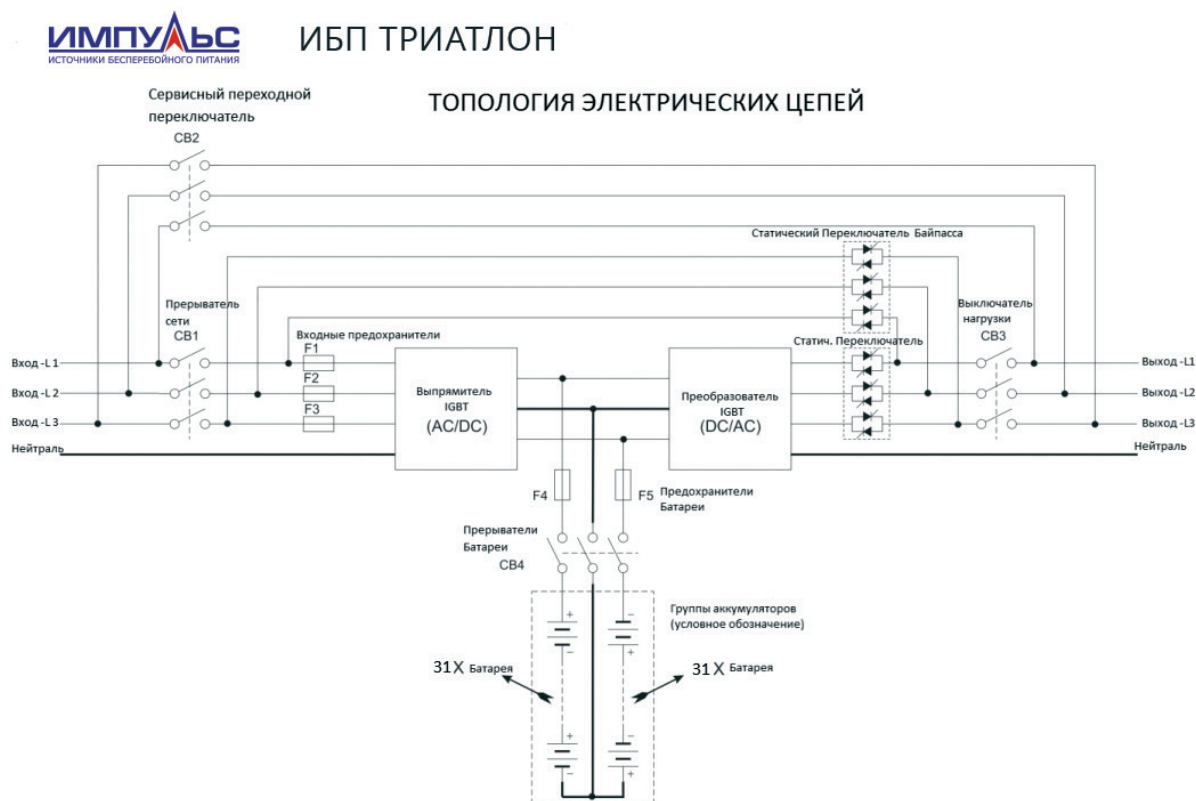 ИМПУЛЬС
ИСТОЧНИКИ БЕСПЕРЕБОЙНОГО ПИТАНИЯ
ИБП ТРИАТЛОН
ТОПОЛОГИЯ ЭЛЕКТРИЧЕСКИХ ЦЕПЕЙ
Сервисный переходной
переключатель
CB2
Статический Переключатель Байпасса
Прерыватель
сети
CB1
Входные предохранители
F1
F2
F3
Вход -L 1
Вход -L 2
Вход -L 3
Нейтраль
Выпрямитель
IGBT
(AC/DC)
Преобразователь
IGBT
(DC/AC)
Статич. Переключатель
Выключатель
нагрузки
CB3
Выход -L1
Выход -L2
Выход -L3
Нейтраль
F4
F5
Предохранители
Батареи
Прерыватели
Батареи
CB4
Группы аккумуляторов
(условное обозначение)
+
−
−
+
31X Батарея
31X Батарея
+
−
−
+